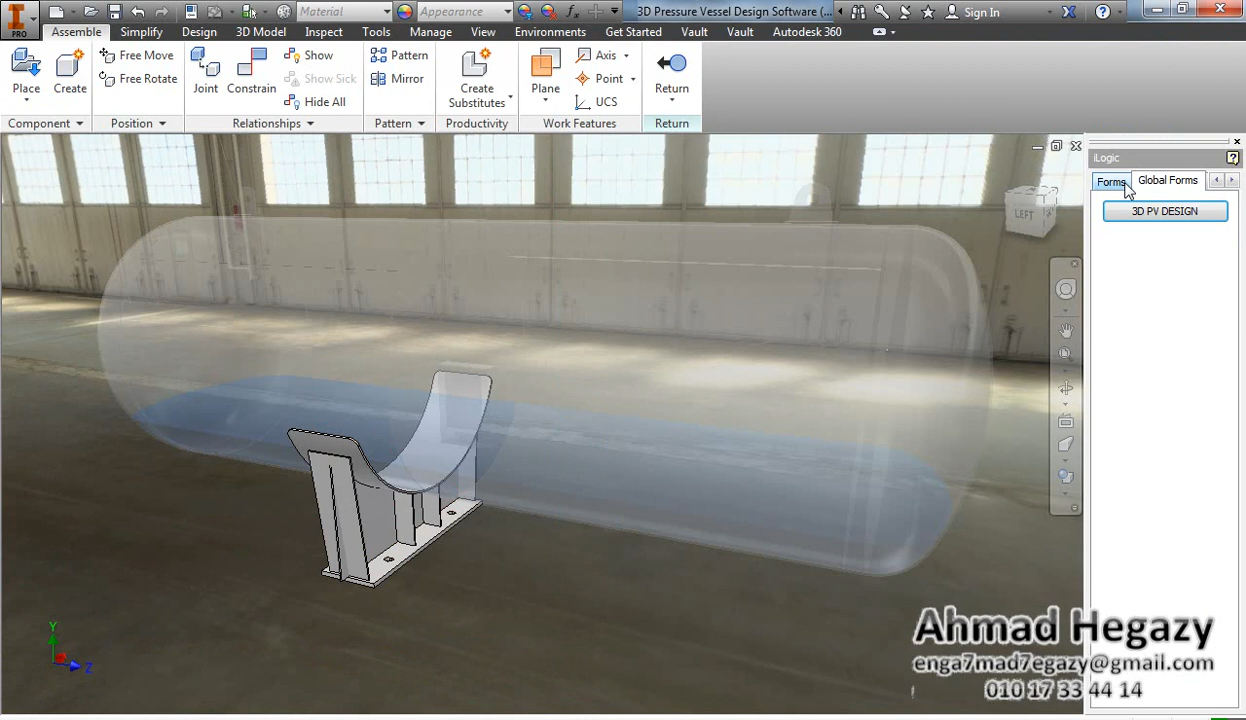 PRO
Material
Appearance
fx
3D Pressure Vessel Design Software (...
Sign In
Assemble
Simplify
Design
3D Model
Inspect
Tools
Manage
View
Environments
Get Started
Vault
Vault
Autodesk 360
Place
Create
Free Move
Free Rotate
Joint
Constrain
Show
Show Sick
Hide All
Pattern
Mirror
Create
Substitutes
Plane
Axis
Point
UCS
Return
Component
Position
Relationships
Pattern
Productivity
Work Features
Return
iLogic
Forms
Global Forms
3D PV DESIGN
LEFT
Y
Z
Ahmad Hegazy
enga7mad7egazy@gmail.com
010 17 33 44 14